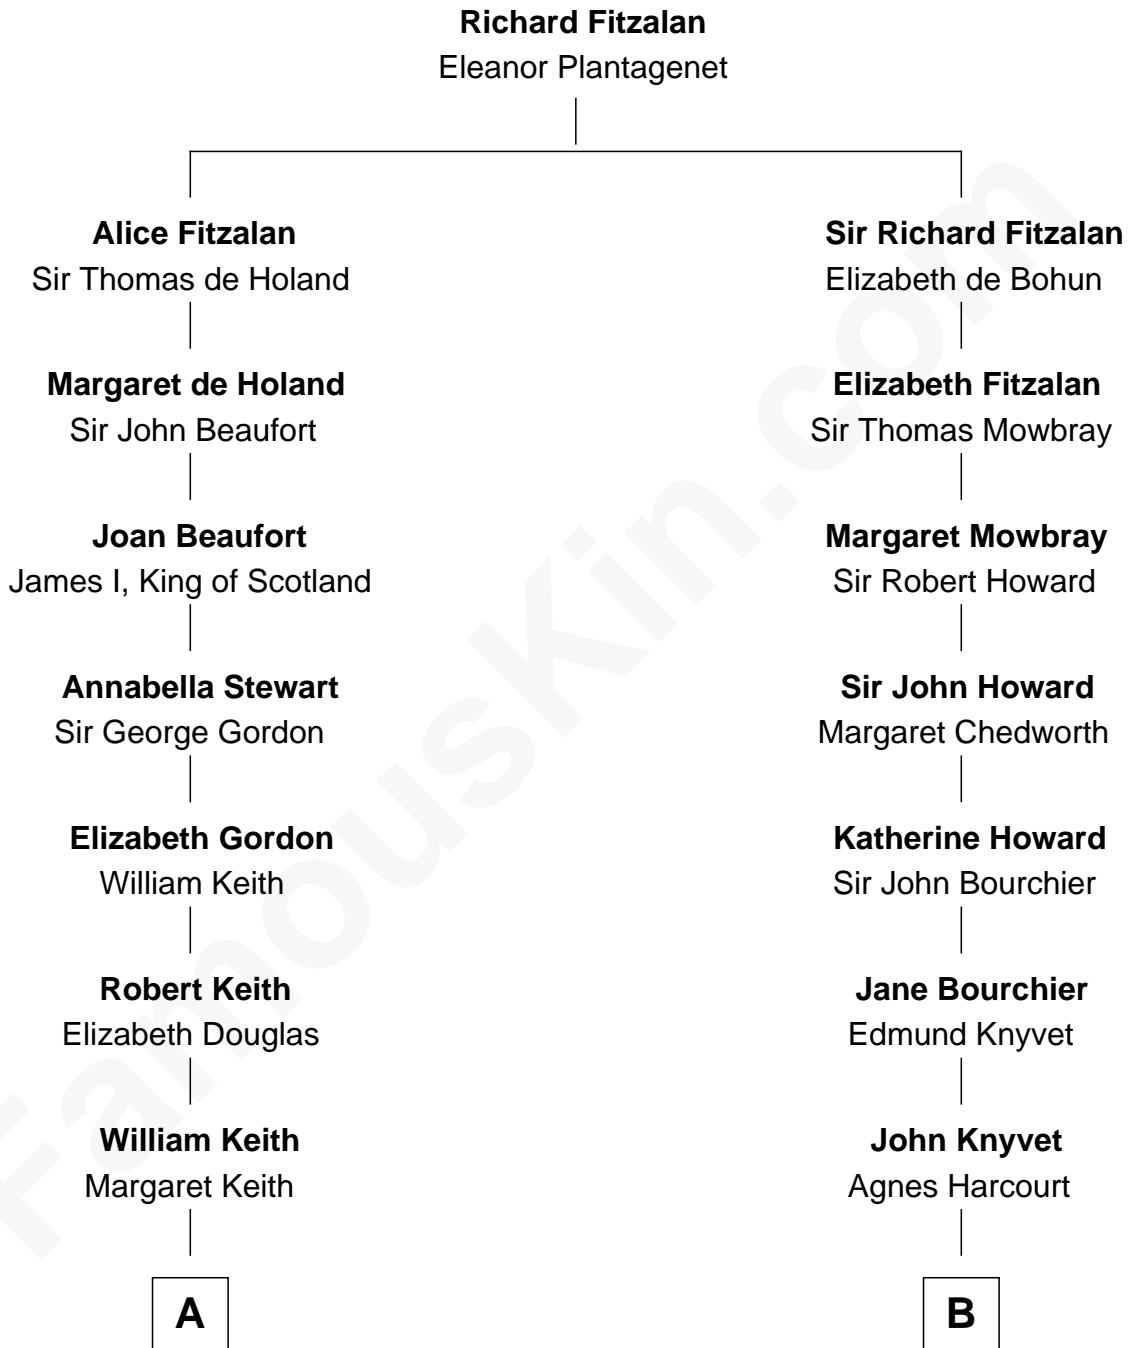 Richard Fitzalan
Eleanor Plantagenet
Alice Fitzalan
Sir Thomas de Holand
Margaret de Holand
Sir John Beaufort
Joan Beaufort
James I, King of Scotland
Annabella Stewart
Sir George Gordon
Elizabeth Gordon
William Keith
Robert Keith
Elizabeth Douglas
William Keith
Margaret Keith
A
Sir Richard Fitzalan
Elizabeth de Bohun
Elizabeth Fitzalan
Sir Thomas Mowbray
Margaret Mowbray
Sir Robert Howard
Sir John Howard
Margaret Chedworth
Katherine Howard
Sir John Bourchier
Jane Bourchier
Edmund Knyvet
John Knyvet
Agnes Harcourt
B
FamousKin.com